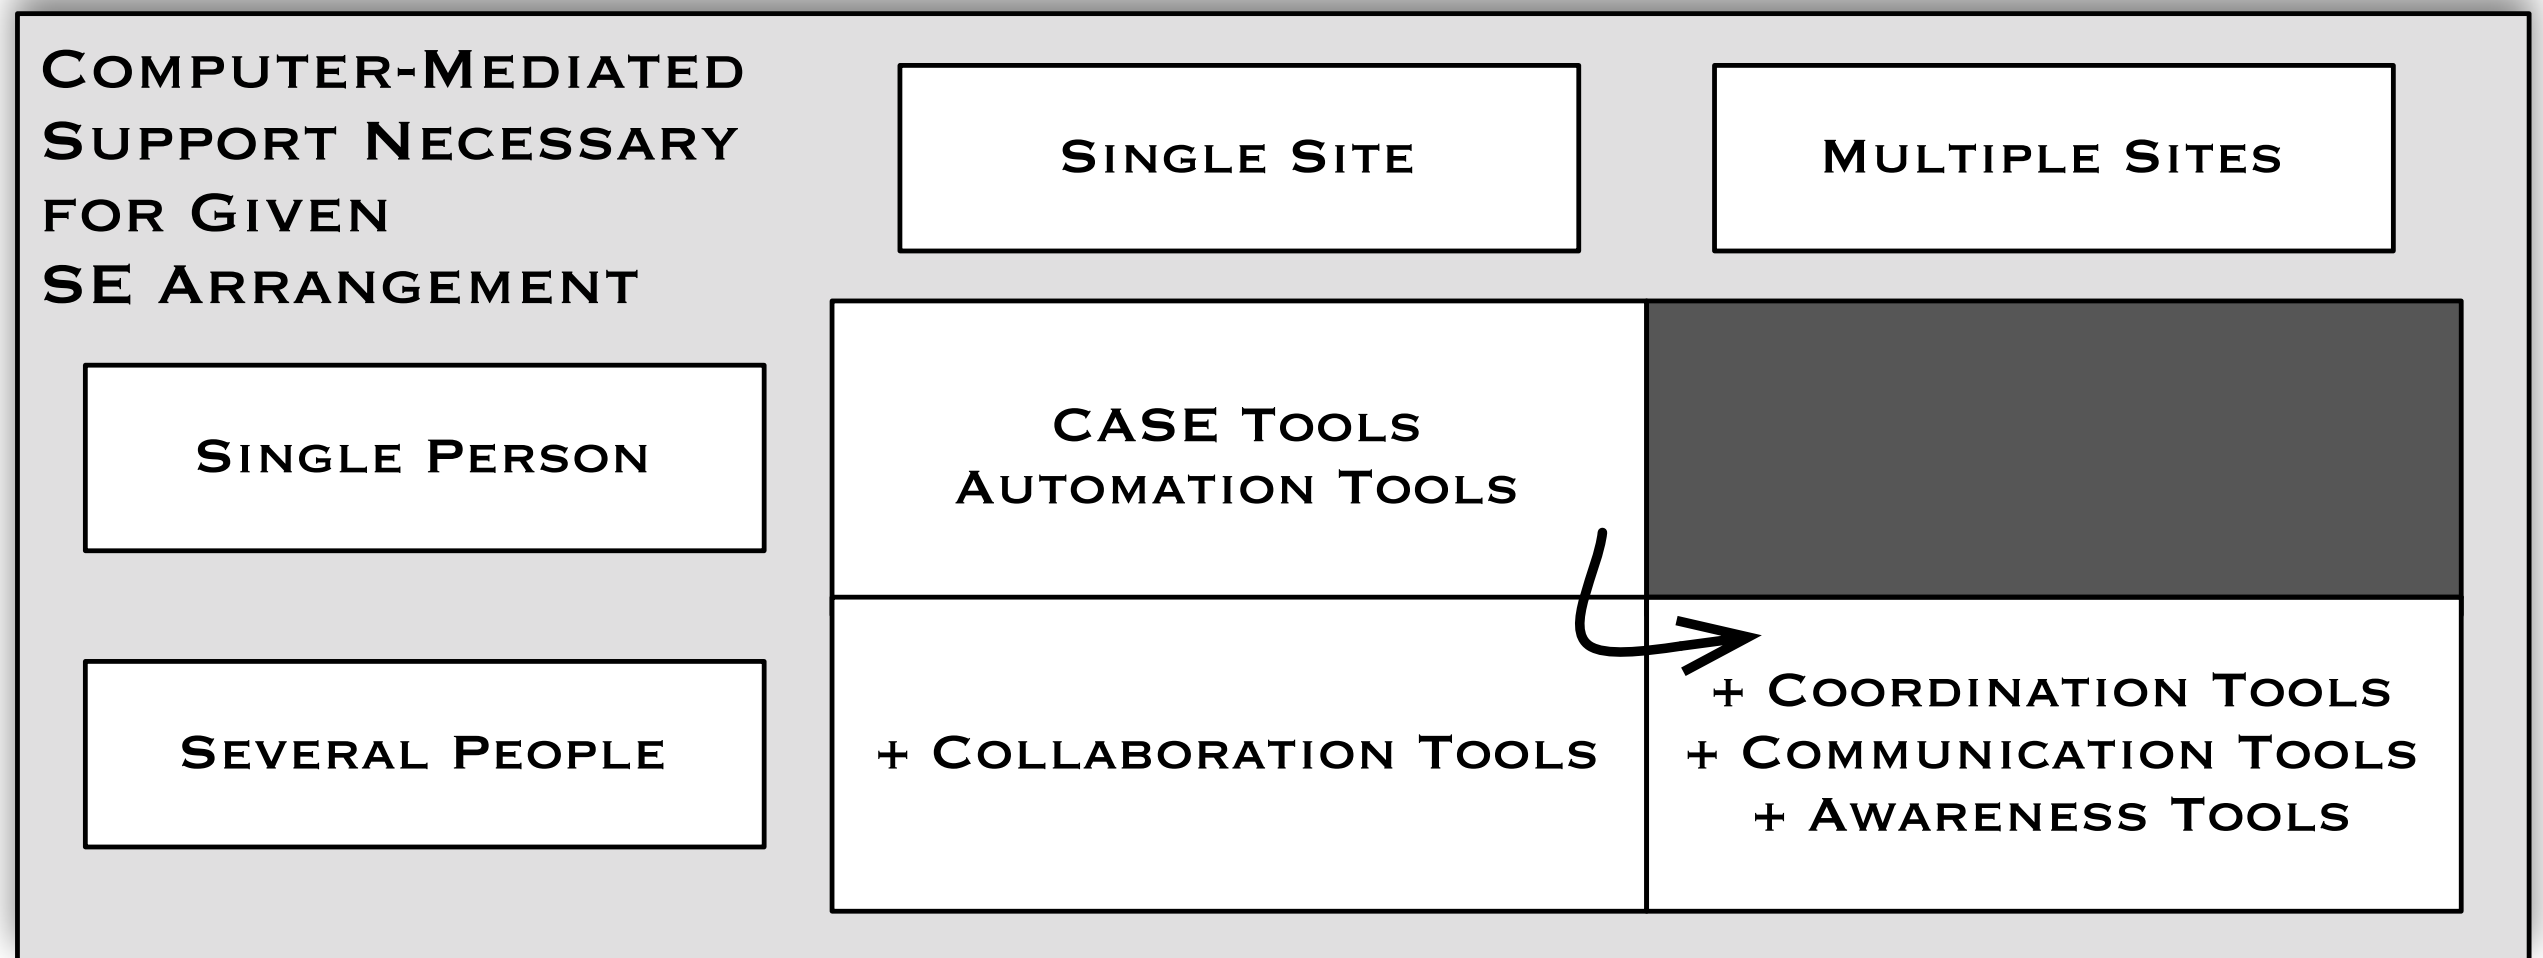 Computer-Mediated
Support Necessary
for Given
SE Arrangement
Single Site
Multiple Sites
Single Person
CASE Tools
Automation Tools
Several People
+ Collaboration Tools
+ Coordination Tools
+ Communication Tools
+ Awareness Tools